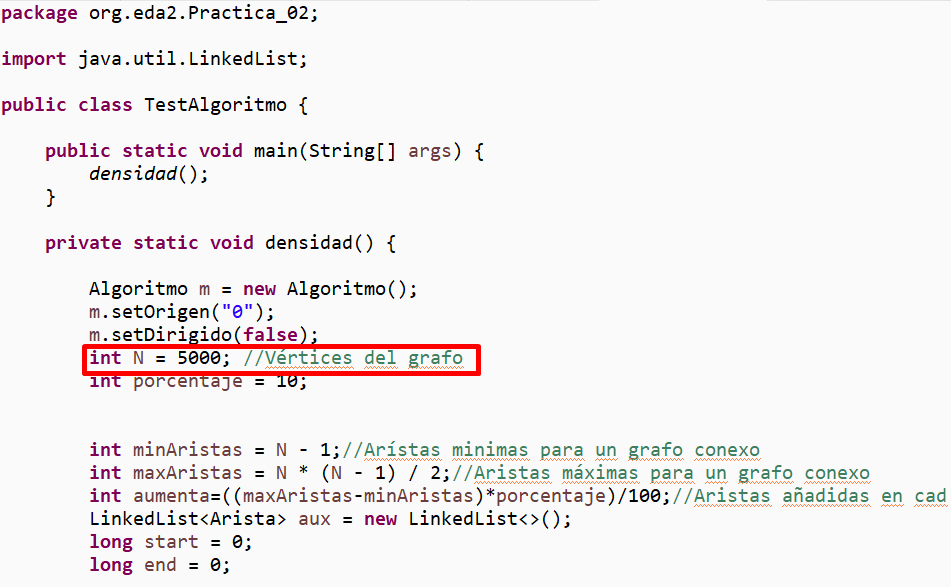 package org.eda2.Practica_02;
import java.util.LinkedList;
public class TestAlgoritmo {
public static void main(String[] args) {
densidad();
}
private static void densidad() {
Algoritmo m = new Algoritmo();
m.setOrigen("0");
m.setDirigido(false);
int N = 5000; //Vértices del grafo
int porcentaje = 10;
int minAristas = N - 1;//Arístas minimas para un grafo conexo
int maxAristas = N * (N - 1) / 2;//Aristas máximas para un grafo conexo
int aumenta=((maxAristas-minAristas)*porcentaje)/100;//Aristas añadidas en cad
LinkedList<Arista> aux = new LinkedList<>();
long start = 0;
long end = 0;